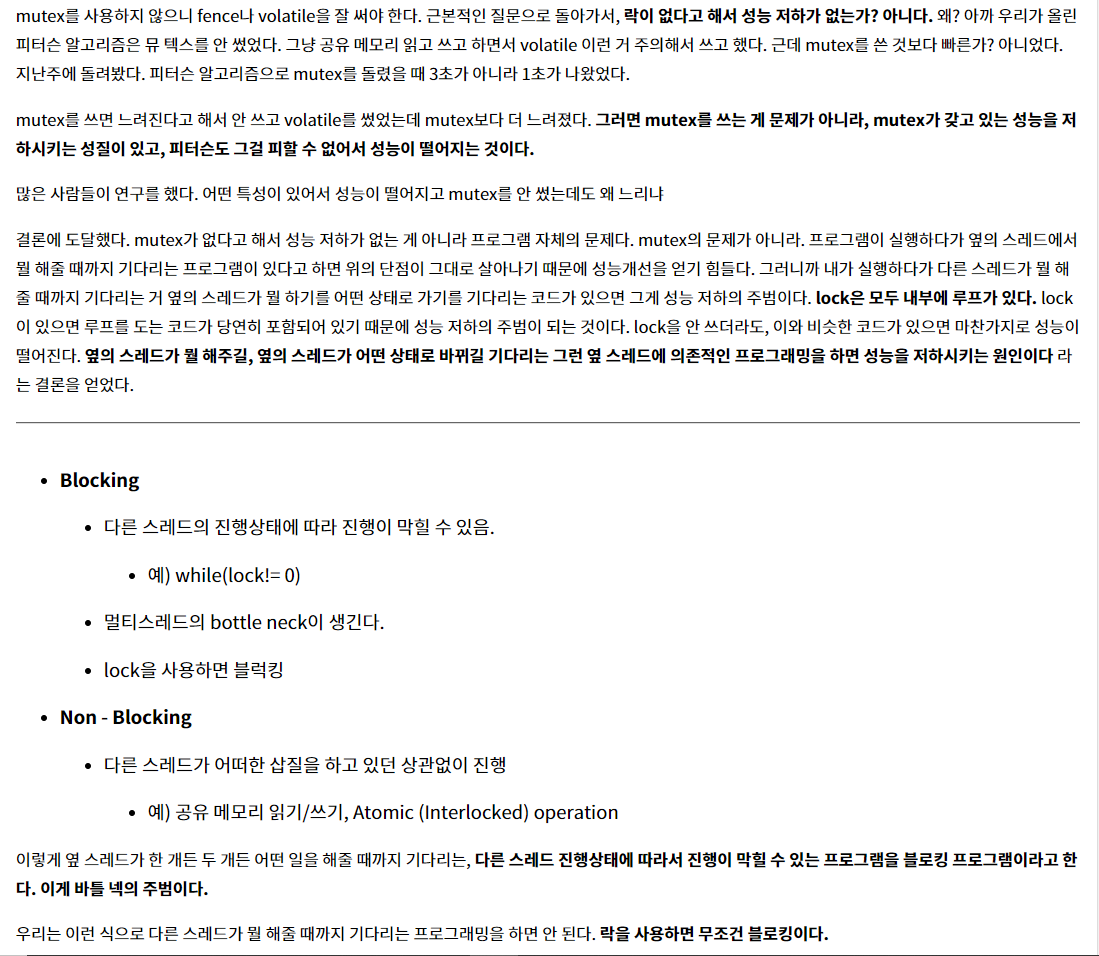 mutex를 사용하지 않으니 fence나 volatile을 잘 써야 한다. 근본적인 질문으로 돌아가서, 락이 없다고 해서 성능 저하가 없는가? 아니다. 왜? 아까 우리가 올린
피터슨 알고리즘은 뮤 텍스를 안 썼었다. 그냥 공유 메모리 읽고 쓰고 하면서 volatile 이런 거 주의해서 쓰고 했다. 근데 mutex를 쓴 것보다 빠른가? 아니었다.
지난주에 돌려봤다. 피터슨 알고리즘으로 mutex를 돌렸을 때 3초가 아니라 1초가 나왔었다.
mutex를 쓰면 느려진다고 해서 안 쓰고 volatile를 썼었는데 mutex보다 더 느려졌다. 그러면 mutex를 쓰는 게 문제가 아니라, mutex가 갖고 있는 성능을 저
하시키는 성질이 있고, 피터슨도 그걸 피할 수 없어서 성능이 떨어지는 것이다.
많은 사람들이 연구를 했다. 어떤 특성이 있어서 성능이 떨어지고 mutex를 안 썼는데도 왜 느리냐
결론에 도달했다. mutex가 없다고 해서 성능 저하가 없는 게 아니라 프로그램 자체의 문제다. mutex의 문제가 아니라. 프로그램이 실행하다가 옆의 스레드에서
뭘 해줄 때까지 기다리는 프로그램이 있다고 하면 위의 단점이 그대로 살아나기 때문에 성능개선을 얻기 힘들다. 그러니까 내가 실행하다가 다른 스레드가 뭘 해
줄 때까지 기다리는 거 옆의 스레드가 뭘 하기를 어떤 상태로 가기를 기다리는 코드가 있으면 그게 성능 저하의 주범이다. lock은 모두 내부에 루프가 있다. lock
이 있으면 루프를 도는 코드가 당연히 포함되어 있기 때문에 성능 저하의 주범이 되는 것이다. lock을 안 쓰더라도, 이와 비슷한 코드가 있으면 마찬가지로 성능이
떨어진다. 옆의 스레드가 뭘 해주길, 옆의 스레드가 어떤 상태로 바뀌길 기다리는 그런 옆 스레드에 의존적인 프로그래밍을 하면 성능을 저하시키는 원인이다 라
는 결론을 얻었다.
• Blocking
• 다른 스레드의 진행상태에 따라 진행이 막힐 수 있음.
• 예) while(lock!= 0)
• 멀티스레드의 bottle neck이 생긴다.
• lock을 사용하면 블럭킹
• Non - Blocking
• 다른 스레드가 어떠한 삽질을 하고 있던 상관없이 진행
• 예) 공유 메모리 읽기/쓰기, Atomic (Interlocked) operation
이렇게 옆 스레드가 한 개든 두 개든 어떤 일을 해줄 때까지 기다리는, 다른 스레드 진행상태에 따라서 진행이 막힐 수 있는 프로그램을 블로킹 프로그램이라고 한
다. 이게 바틀 넥의 주범이다.
우리는 이런 식으로 다른 스레드가 뭘 해줄 때까지 기다리는 프로그래밍을 하면 안 된다. 락을 사용하면 무조건 블로킹이다.